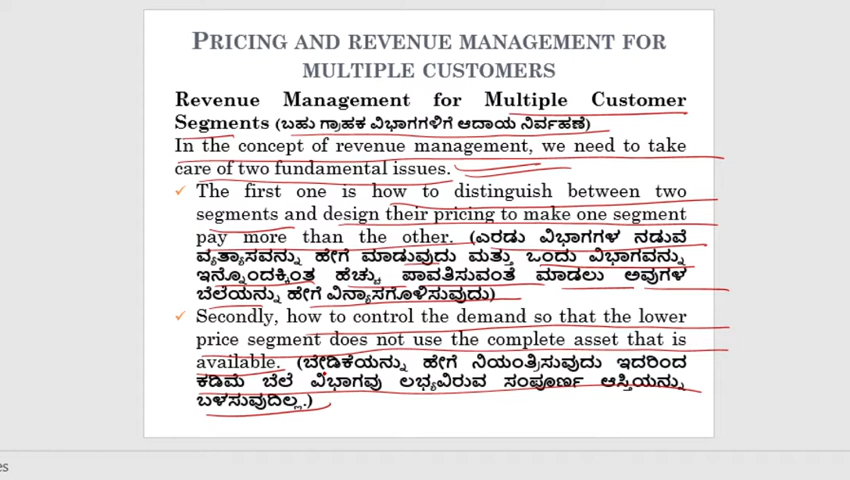 PRICING AND REVENUE MANAGEMENT FOR
MULTIPLE CUSTOMERS
Revenue Management for Multiple Customer
Segments (ಬಹು ಗ್ರಾಹಕ ವಿಭಾಗಗಳಿಗೆ ಆದಾಯ ನಿರ್ವಹಣೆ)
In the concept of revenue management, we need to take
care of two fundamental issues.
✓ The first one is how to distinguish between two
segments and design their pricing to make one segment
pay more than the other. (ಎರಡು ವಿಭಾಗಗಳ ನಡುವೆ
ವ್ಯತ್ಯಾಸವನ್ನು ಹೇಗೆ ಮಾಡುವುದು ಮತ್ತು ಒಂದು ವಿಭಾಗವನ್ನು
ಇನ್ನೊಂದಕ್ಕಿಂತ ಹೆಚ್ಚು ಪಾವತಿಸುವಂತೆ ಮಾಡಲು ಅವುಗಳ
ಬೆಲೆಯನ್ನು ಹೇಗೆ ವಿನ್ಯಾಸಗೊಳಿಸುವುದು)
✓ Secondly, how to control the demand so that the lower
price segment does not use the complete asset that is
available. (ಬೇಡಿಕೆಯನ್ನು ಹೇಗೆ ನಿಯಂತ್ರಿಸುವುದು ಇದರಿಂದ
ಕಡಿಮೆ ಬೆಲೆ ವಿಭಾಗವು ಲಭ್ಯವಿರುವ ಸಂಪೂರ್ಣ ಆಸ್ತಿಯನ್ನು
ಬಳಸುವುದಿಲ್ಲ.)